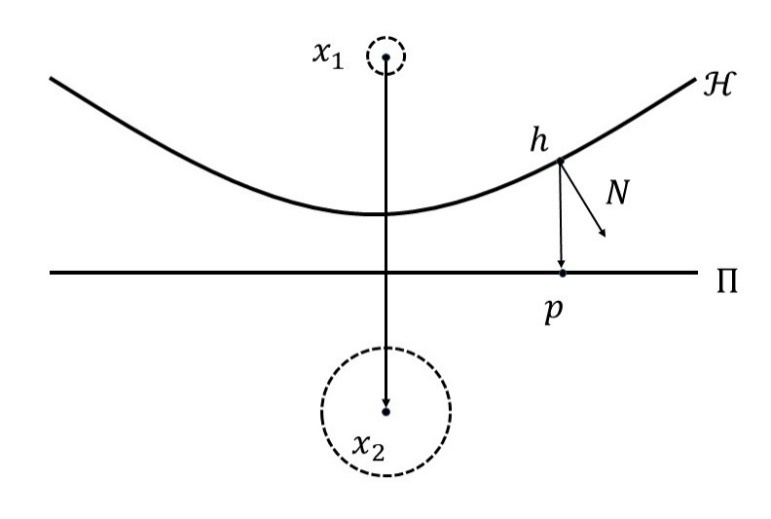 x₁
ℋ
h
N
Π
p
x₂